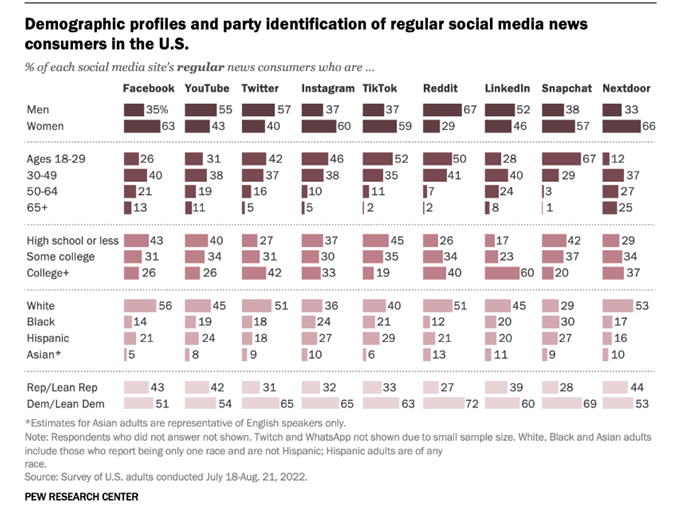 Demographic profiles and party identification of regular social media news
consumers in the U.S.
% of each social media site's regular news consumers who are ...
Facebook YouTube Twitter Instagram TikTok Reddit LinkedIn Snapchat Nextdoor
Men 35% 55 57 37 37 67 52 38 33
Women 63 43 40 60 59 29 46 57 66
Ages 18-29 26 31 42 46 52 50 28 67 12
30-49 40 38 37 38 35 41 40 29 37
50-64 21 19 16 10 11 7 24 3 27
65+ 13 11 5 5 2 2 8 1 25
High school or less 43 40 27 37 45 26 17 42 29
Some college 31 34 31 30 35 34 23 37 34
College+ 26 26 42 33 19 40 60 20 37
White 56 45 51 36 40 51 45 29 53
Black 14 19 18 24 21 12 20 30 17
Hispanic 21 24 18 27 29 21 20 27 16
Asian* 5 8 9 10 6 13 11 9 10
Rep/Lean Rep 43 42 31 32 33 27 39 28 44
Dem/Lean Dem 51 54 65 65 63 72 60 69 53
*Estimates for Asian adults are representative of English speakers only.
Note: Respondents who did not answer not shown. Twitch and WhatsApp not shown due to small sample size. White, Black and Asian adults
include those who report being only one race and are not Hispanic; Hispanic adults are of any
race.
Source: Survey of U.S. adults conducted July 18-Aug. 21, 2022.
PEW RESEARCH CENTER